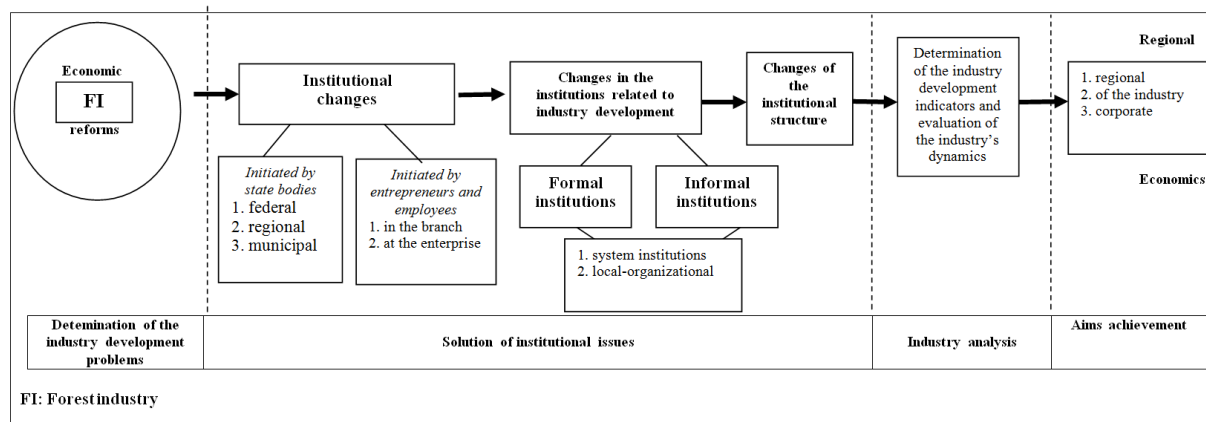 Economic
FI
reforms
Institutional
changes
Initiated by
state bodies
1. federal
2. regional
3. municipal
Initiated by
entrepreneurs and
employees
1. in the branch
2. at the enterprise
Changes in the
institutions related to
industry development
Formal
institutions
Informal
institutions
1. system institutions
2. local-organizational
Changes of
the
institutional
structure
Determination
of the industry
development
indicators and
evaluation of
the industry's
dynamics
Regional
1. regional
2. of the industry
3. corporate
Economics
Detemination of the
industry development
problems
Solution of institutional issues
Industry analysis
Aims achievement
FI: Forestindustry